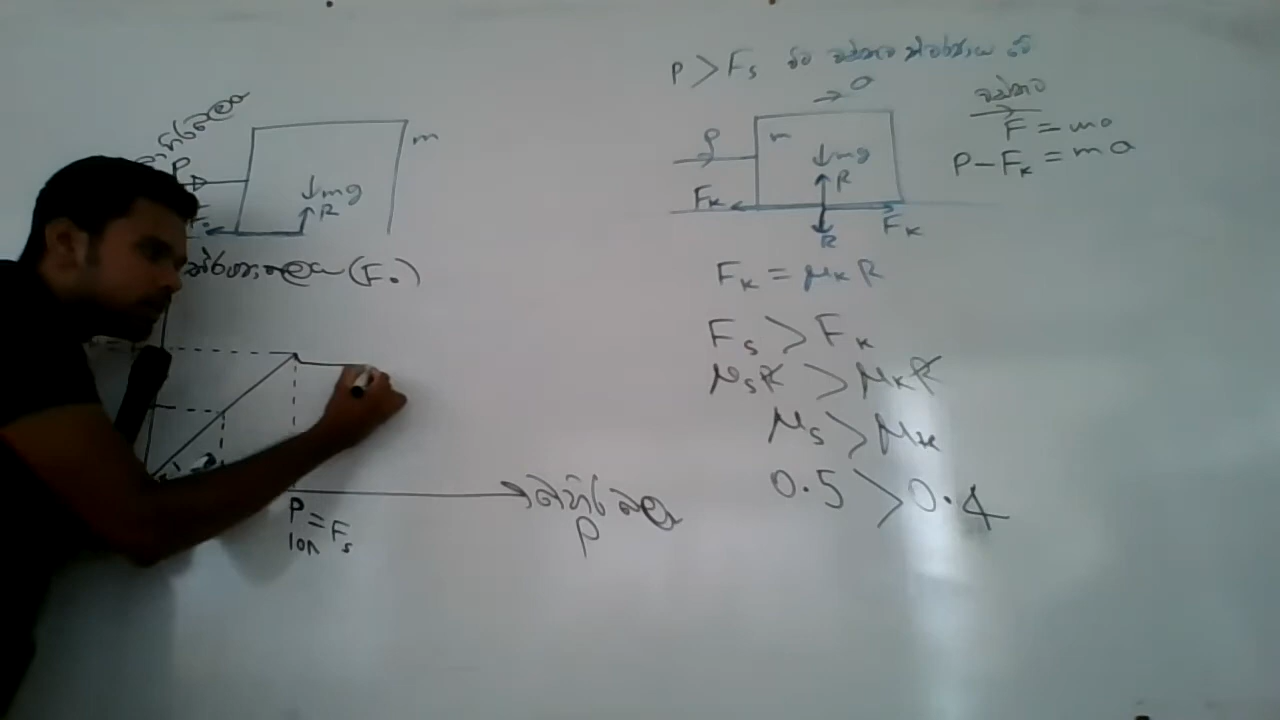 m
P
mg
R
(F.)
P = Fs
10n
බාහිර බලය
P
P > Fs
a
P
m
mg
R
Fk
Fk
R
F = ma
P - Fk = ma
Fk = μk R
Fs > Fk
μs R > μk R
μs > μk
0.5 > 0.4